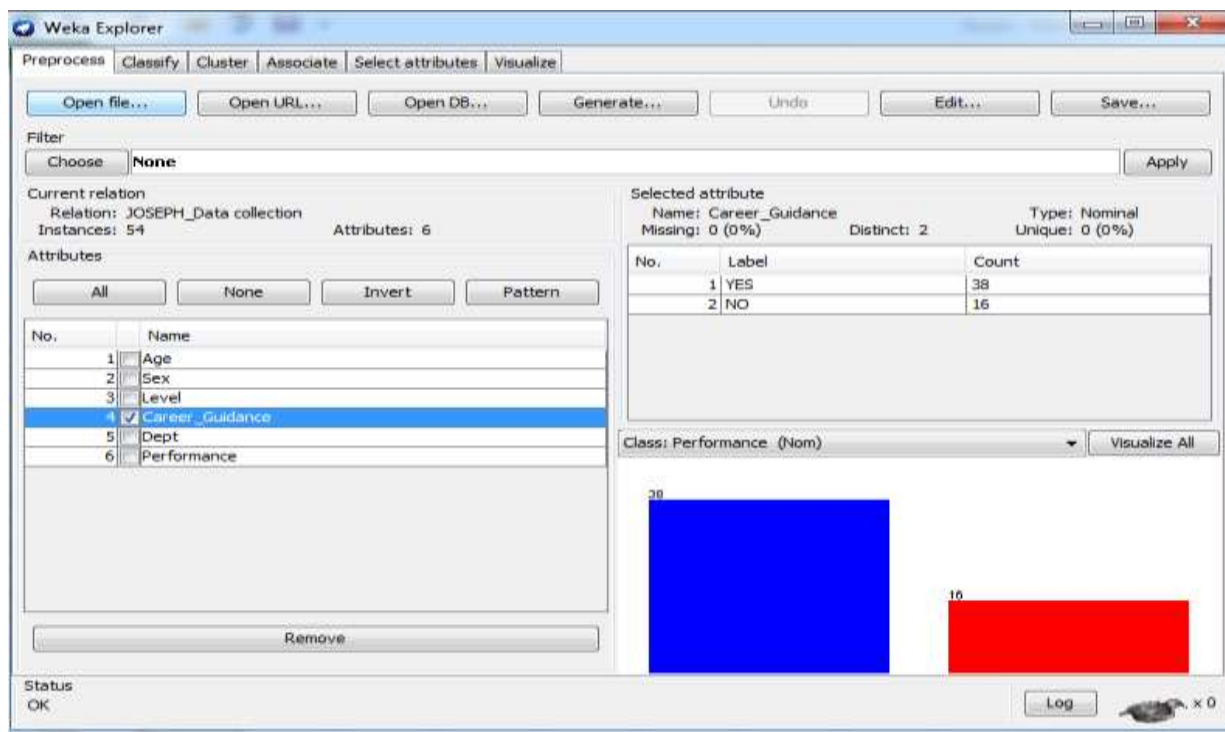 Weka Explorer
Preprocess Classify Cluster Associate Select attributes Visualize
Open file... Open URL... Open DB... Generate... Undo Edit... Save...
Filter
Choose None Apply
Current relation
Relation: JOSEPH_Data collection
Instances: 54 Attributes: 6
Attributes
All None Invert Pattern
No. Name
1 Age
2 Sex
3 Level
4 Career_Guidance
5 Dept
6 Performance
Remove
Selected attribute
Name: Career_Guidance Type: Nominal
Missing: 0 (0%) Distinct: 2 Unique: 0 (0%)
No. Label Count
1 YES 38
2 NO 16
Class: Performance (Nom) Visualize All
38
16
Status
OK
Log x 0